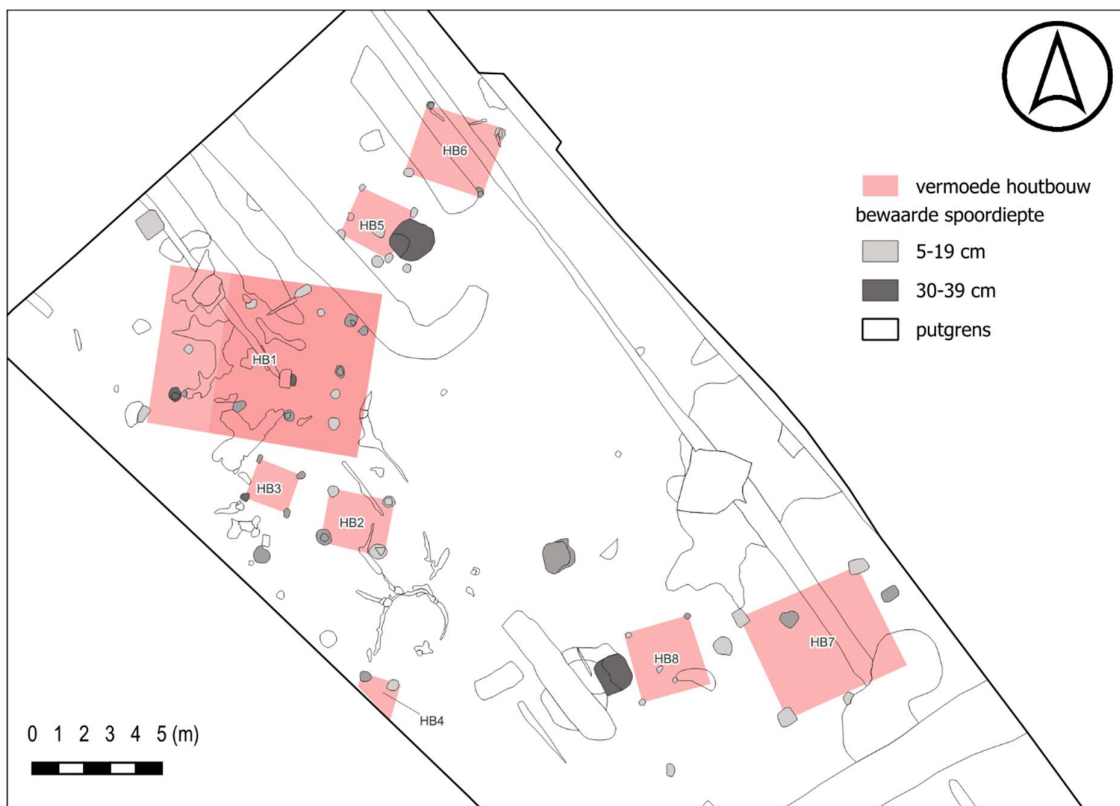 HB6
HB5
HB1
HB3
HB2
HB4
HB8
HB7
vermoede houtbouw
bewaarde spoordiepte
5-19 cm
30-39 cm
putgrens
0 1 2 3 4 5 (m)